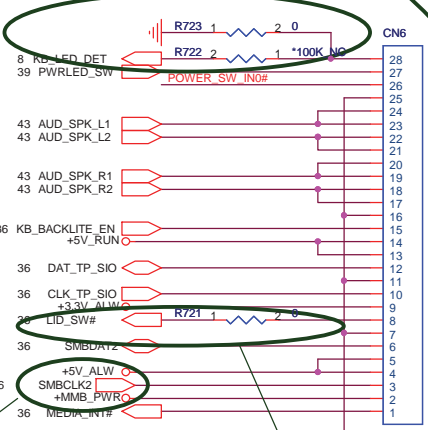 R723 1 2 0
CN6
8 KB_LED_DET R722 2 1 *100K_NC 28
39 PWRLED_SW 27
POWER_SW_IN0# 26
25
24
43 AUD_SPK_L1 23
43 AUD_SPK_L2 22
21
20
43 AUD_SPK_R1 19
43 AUD_SPK_R2 18
17
16
36 KB_BACKLITE_EN 15
+5V_RUN 14
13
36 DAT_TP_SIO 12
11
36 CLK_TP_SIO 10
+3.3V_ALW 9
36 LID_SW# R721 1 2 0 8
7
36 SMBDAT2 6
5
+5V_ALW 4
6 SMBCLK2 3
+MMB_PWR 2
36 MEDIA_INT# 1